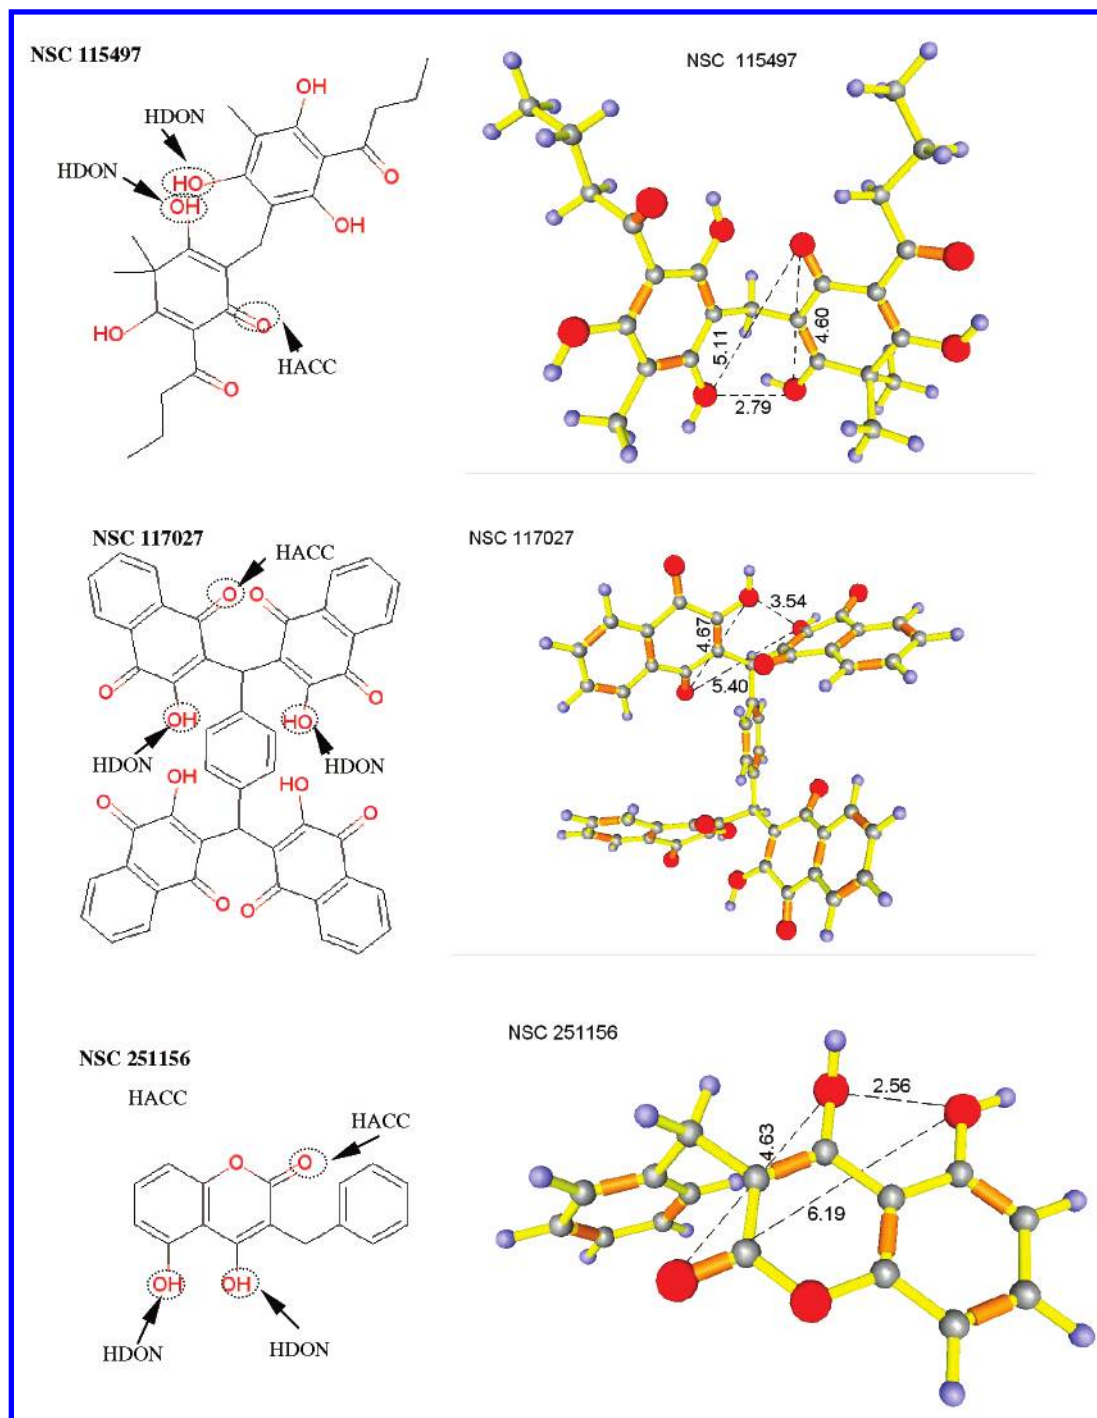 NSC 115497
NSC 115497
OH
HDON
HDON
HO
OH
O
OH
HO
O
HACC
O
5.11
4.60
2.79
NSC 117027
NSC 117027
HACC
O
O
O
O
OH
HO
HDON
HDON
OH
HO
O
O
O
O
3.54
4.67
5.40
NSC 251156
NSC 251156
HACC
HACC
O
O
OH
OH
HDON
HDON
2.56
4.63
6.19